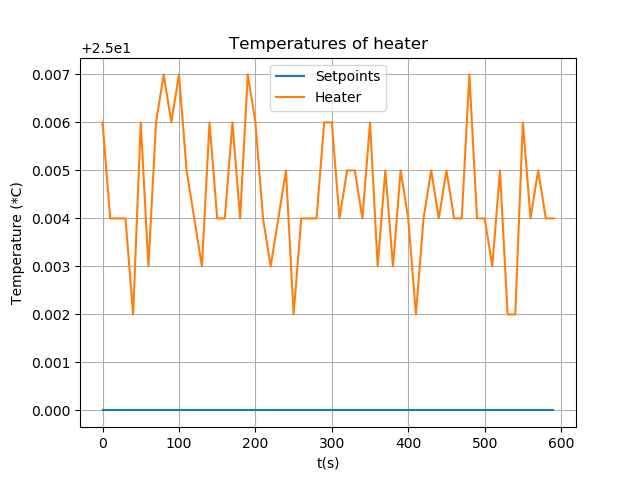 Temperatures of heater
+2.5e1
Setpoints
Heater
0.007
0.006
0.005
0.004
0.003
0.002
0.001
0.000
Temperature (*C)
0 100 200 300 400 500 600
t(s)